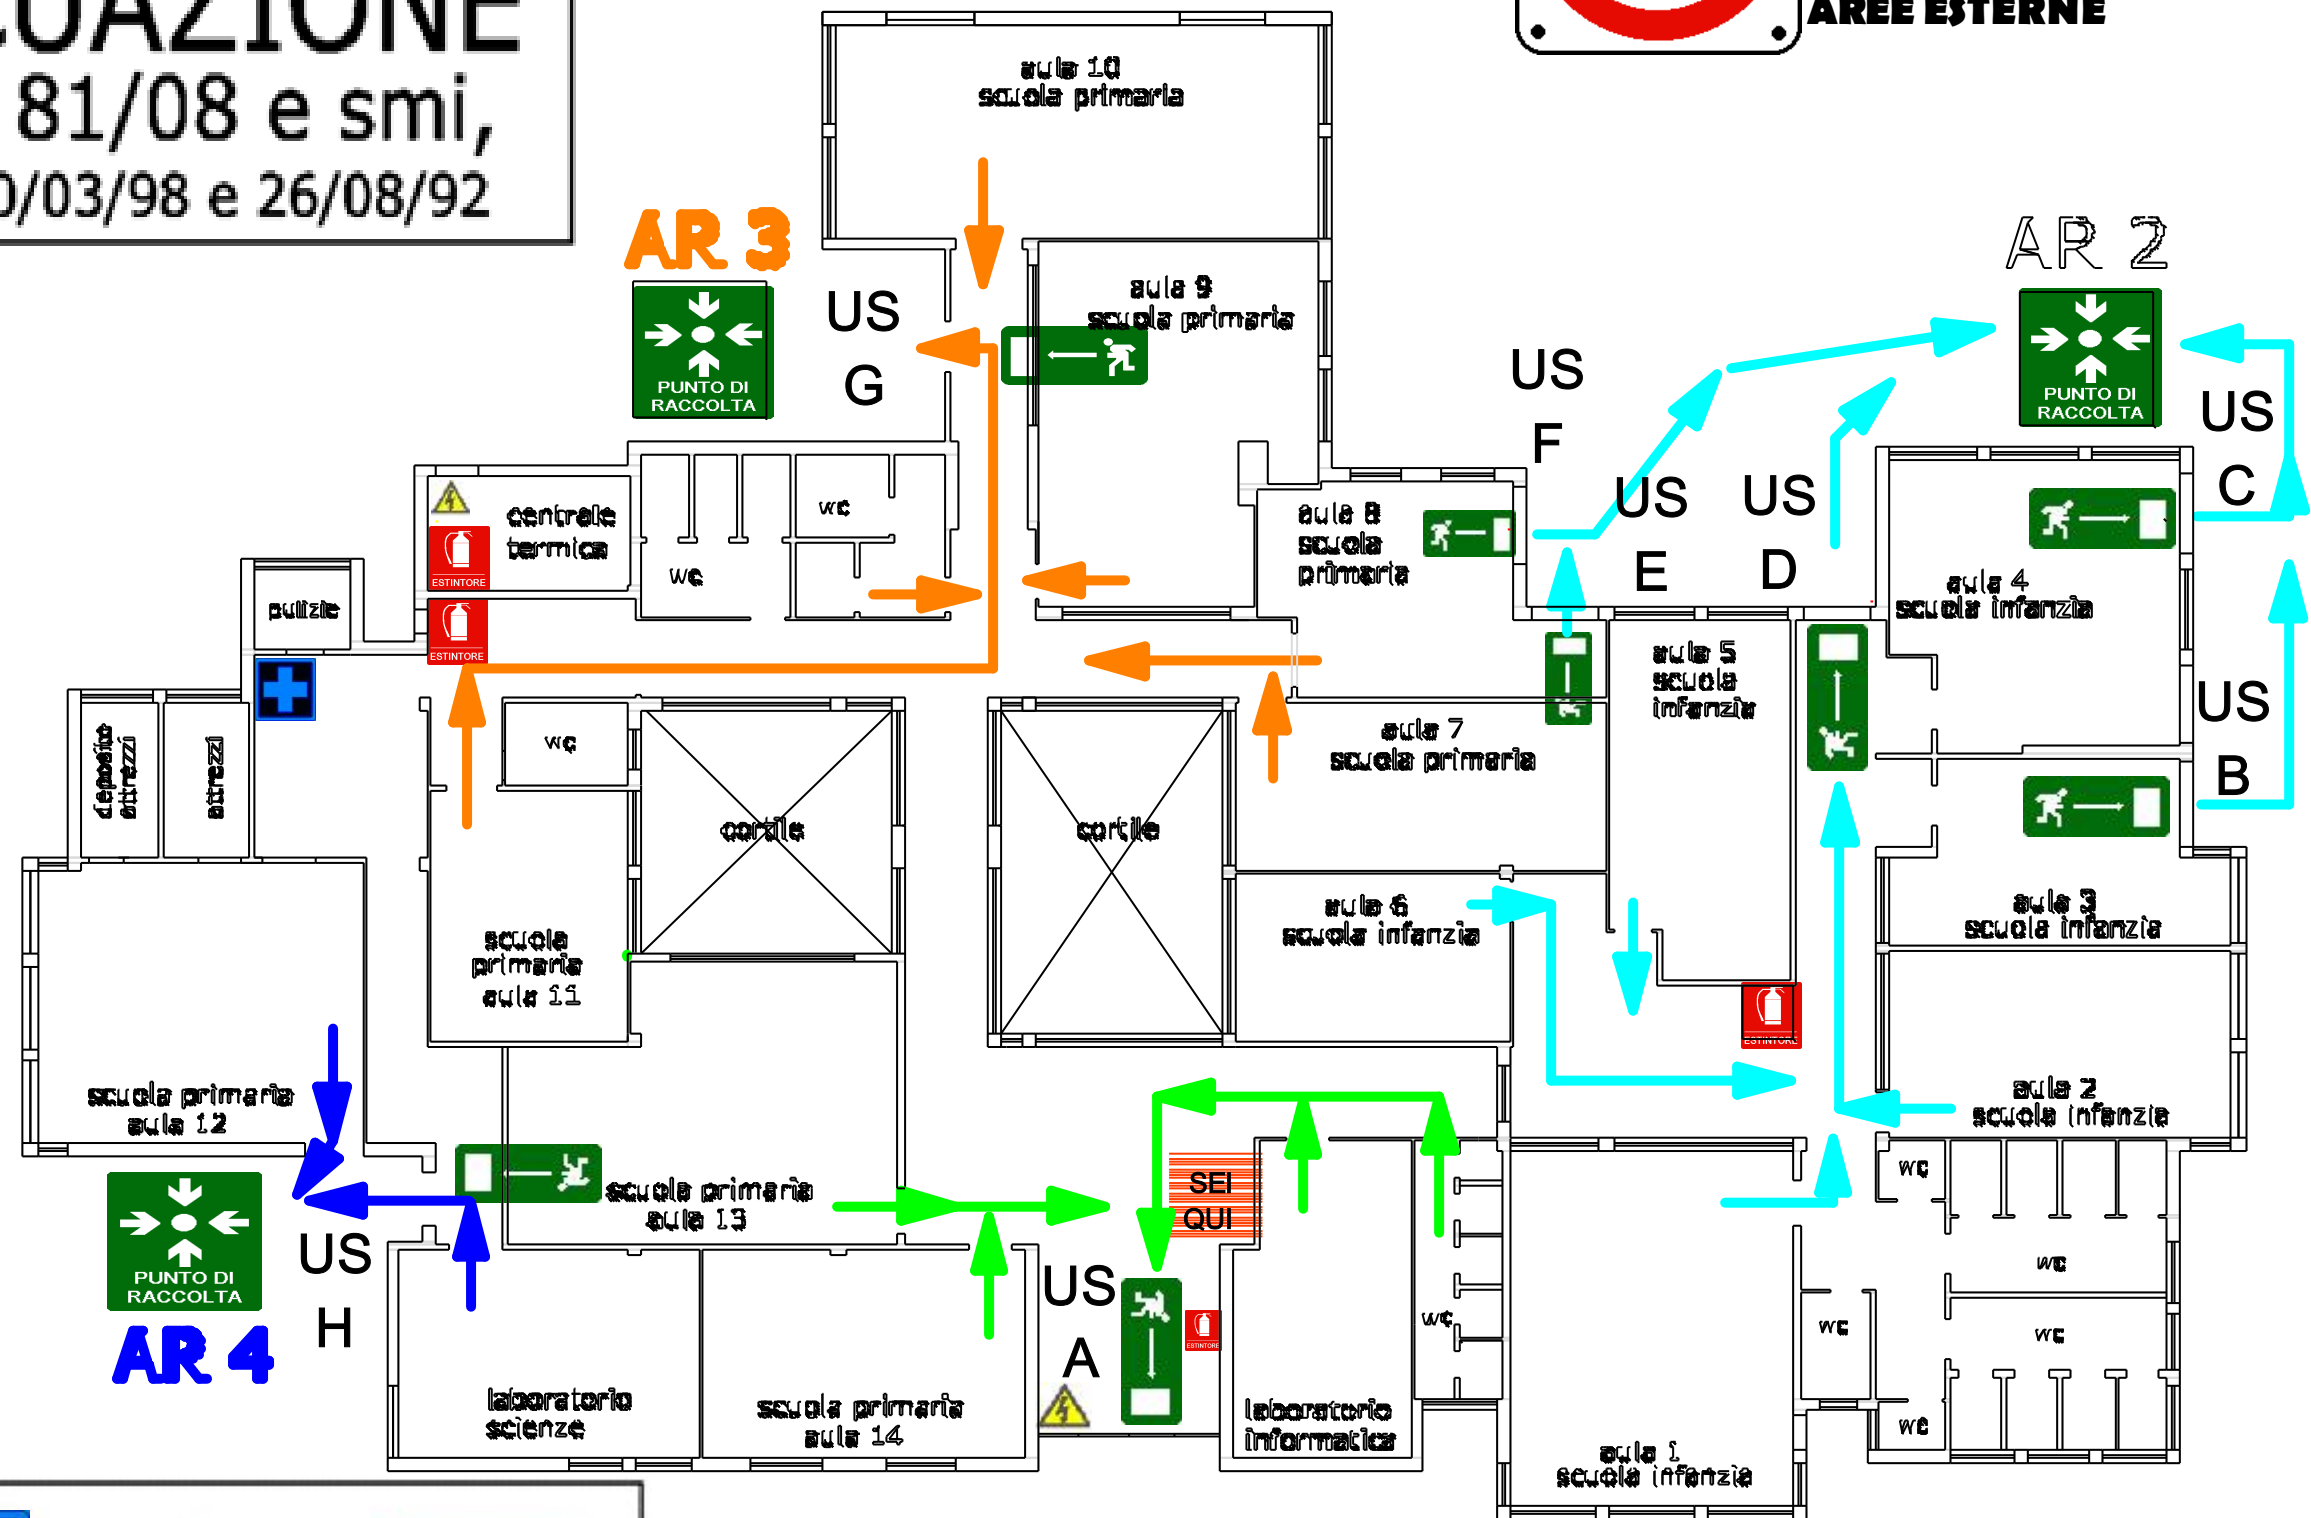 CUAZIONE
81/08 e smi,
0/03/98 e 26/08/92
AREE ESTERNE
aula 10
scuola primaria
AR 3
PUNTO DI
RACCOLTA
US
G
aula 9
scuola primaria
AR 2
PUNTO DI
RACCOLTA
US
F
US
E
US
D
US
C
US
B
centrale
termica
ESTINTORE
ESTINTORE
wc
wc
aula 8
scuola
primaria
aula 4
scuola infanzia
pulizie
deposito
attrezzi
attrezzi
wc
cortile
cortile
aula 7
scuola primaria
aula 5
scuola
infanzia
aula 6
scuola infanzia
aula 3
scuola infanzia
scuola
primaria
aula 11
ESTINTORE
scuola primaria
aula 12
aula 2
scuola infanzia
SEI
QUI
scuola primaria
aula 13
PUNTO DI
RACCOLTA
AR 4
US
H
US
A
ESTINTORE
wc
wc
wc
wc
wc
wc
laboratorio
scienze
scuola primaria
aula 14
laboratorio
informatica
aula 1
scuola infanzia